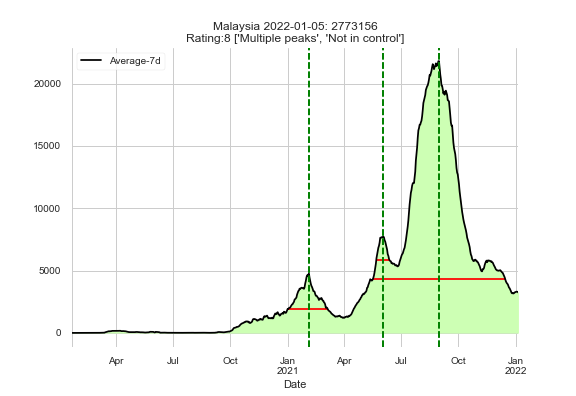 Malaysia 2022-01-05: 2773156
Rating:8 ['Multiple peaks', 'Not in control']
Average-7d
20000
15000
10000
5000
0
Apr Jul Oct Jan Apr Jul Oct Jan
2021 2022
Date